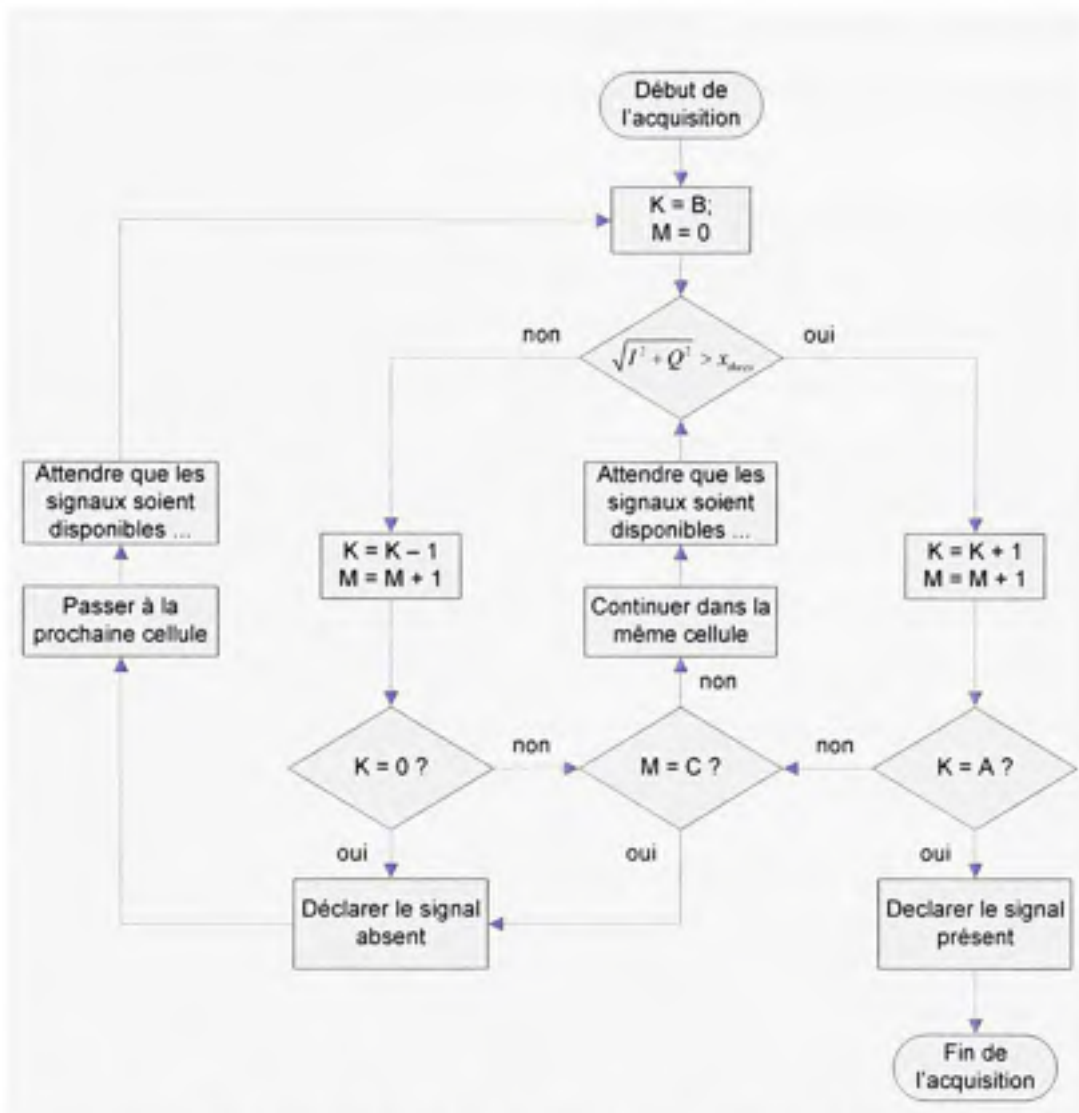 Début de
l'acquisition
K = B;
M = 0
non
oui
√I² + Q² > x
Attendre que les
signaux soient
disponibles ...
Attendre que les
signaux soient
disponibles ...
K = K – 1
M = M + 1
K = K + 1
M = M + 1
Passer à la
prochaine cellule
Continuer dans la
même cellule
non
K = 0 ?
non
M = C ?
non
K = A ?
oui
oui
oui
Déclarer le signal
absent
Declarer le signal
présent
Fin de
l'acquisition